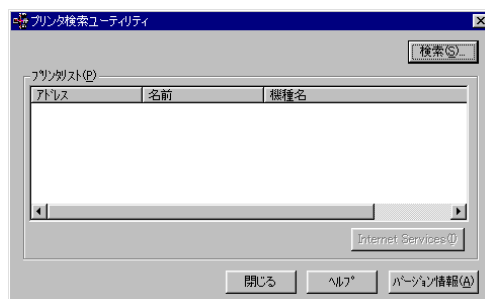 プリンタ検索ユーティリティ
検索(S)...
プリンタリスト(P)
アドレス 名前 機種名
Internet Services(I)
閉じる ヘルプ バージョン情報(A)